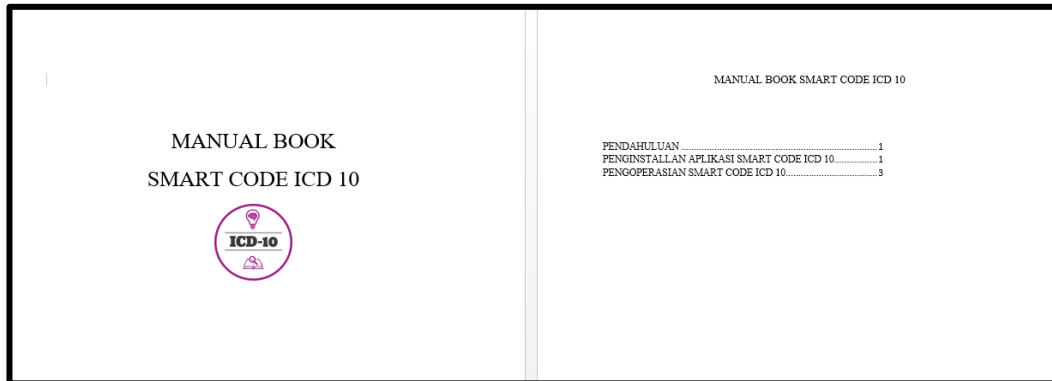 MANUAL BOOK
SMART CODE ICD 10
ICD-10
MANUAL BOOK SMART CODE ICD 10
PENDAHULUAN ........................................................................ 1
PENGINSTALLAN APLIKASI SMART CODE ICD 10................ 1
PENGOPERASIAN SMART CODE ICD 10.................................. 3